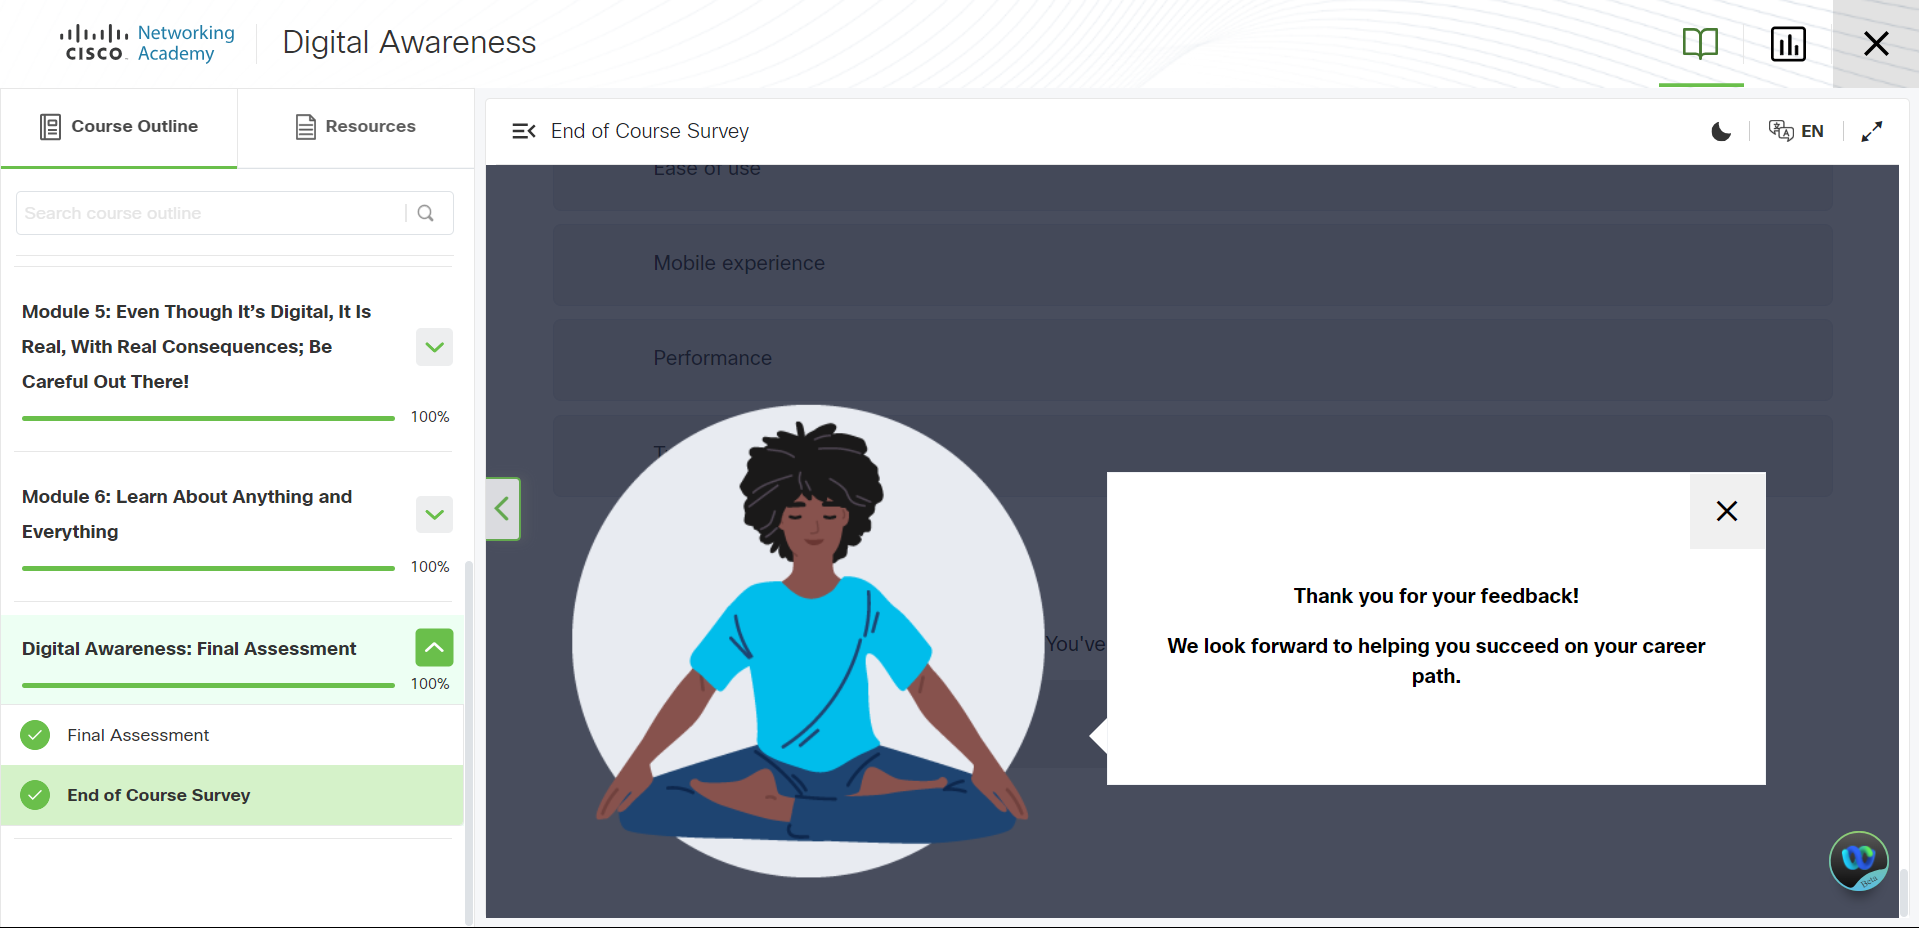 CISCO
Networking
Academy
Digital Awareness
Course Outline
Resources
Search course outline
Module 5: Even Though It’s Digital, It Is
Real, With Real Consequences; Be
Careful Out There!
100%
Module 6: Learn About Anything and
Everything
100%
Digital Awareness: Final Assessment
100%
Final Assessment
End of Course Survey
End of Course Survey
EN
Ease of use
Mobile experience
Performance
You've
Thank you for your feedback!
We look forward to helping you succeed on your career
path.
Beta